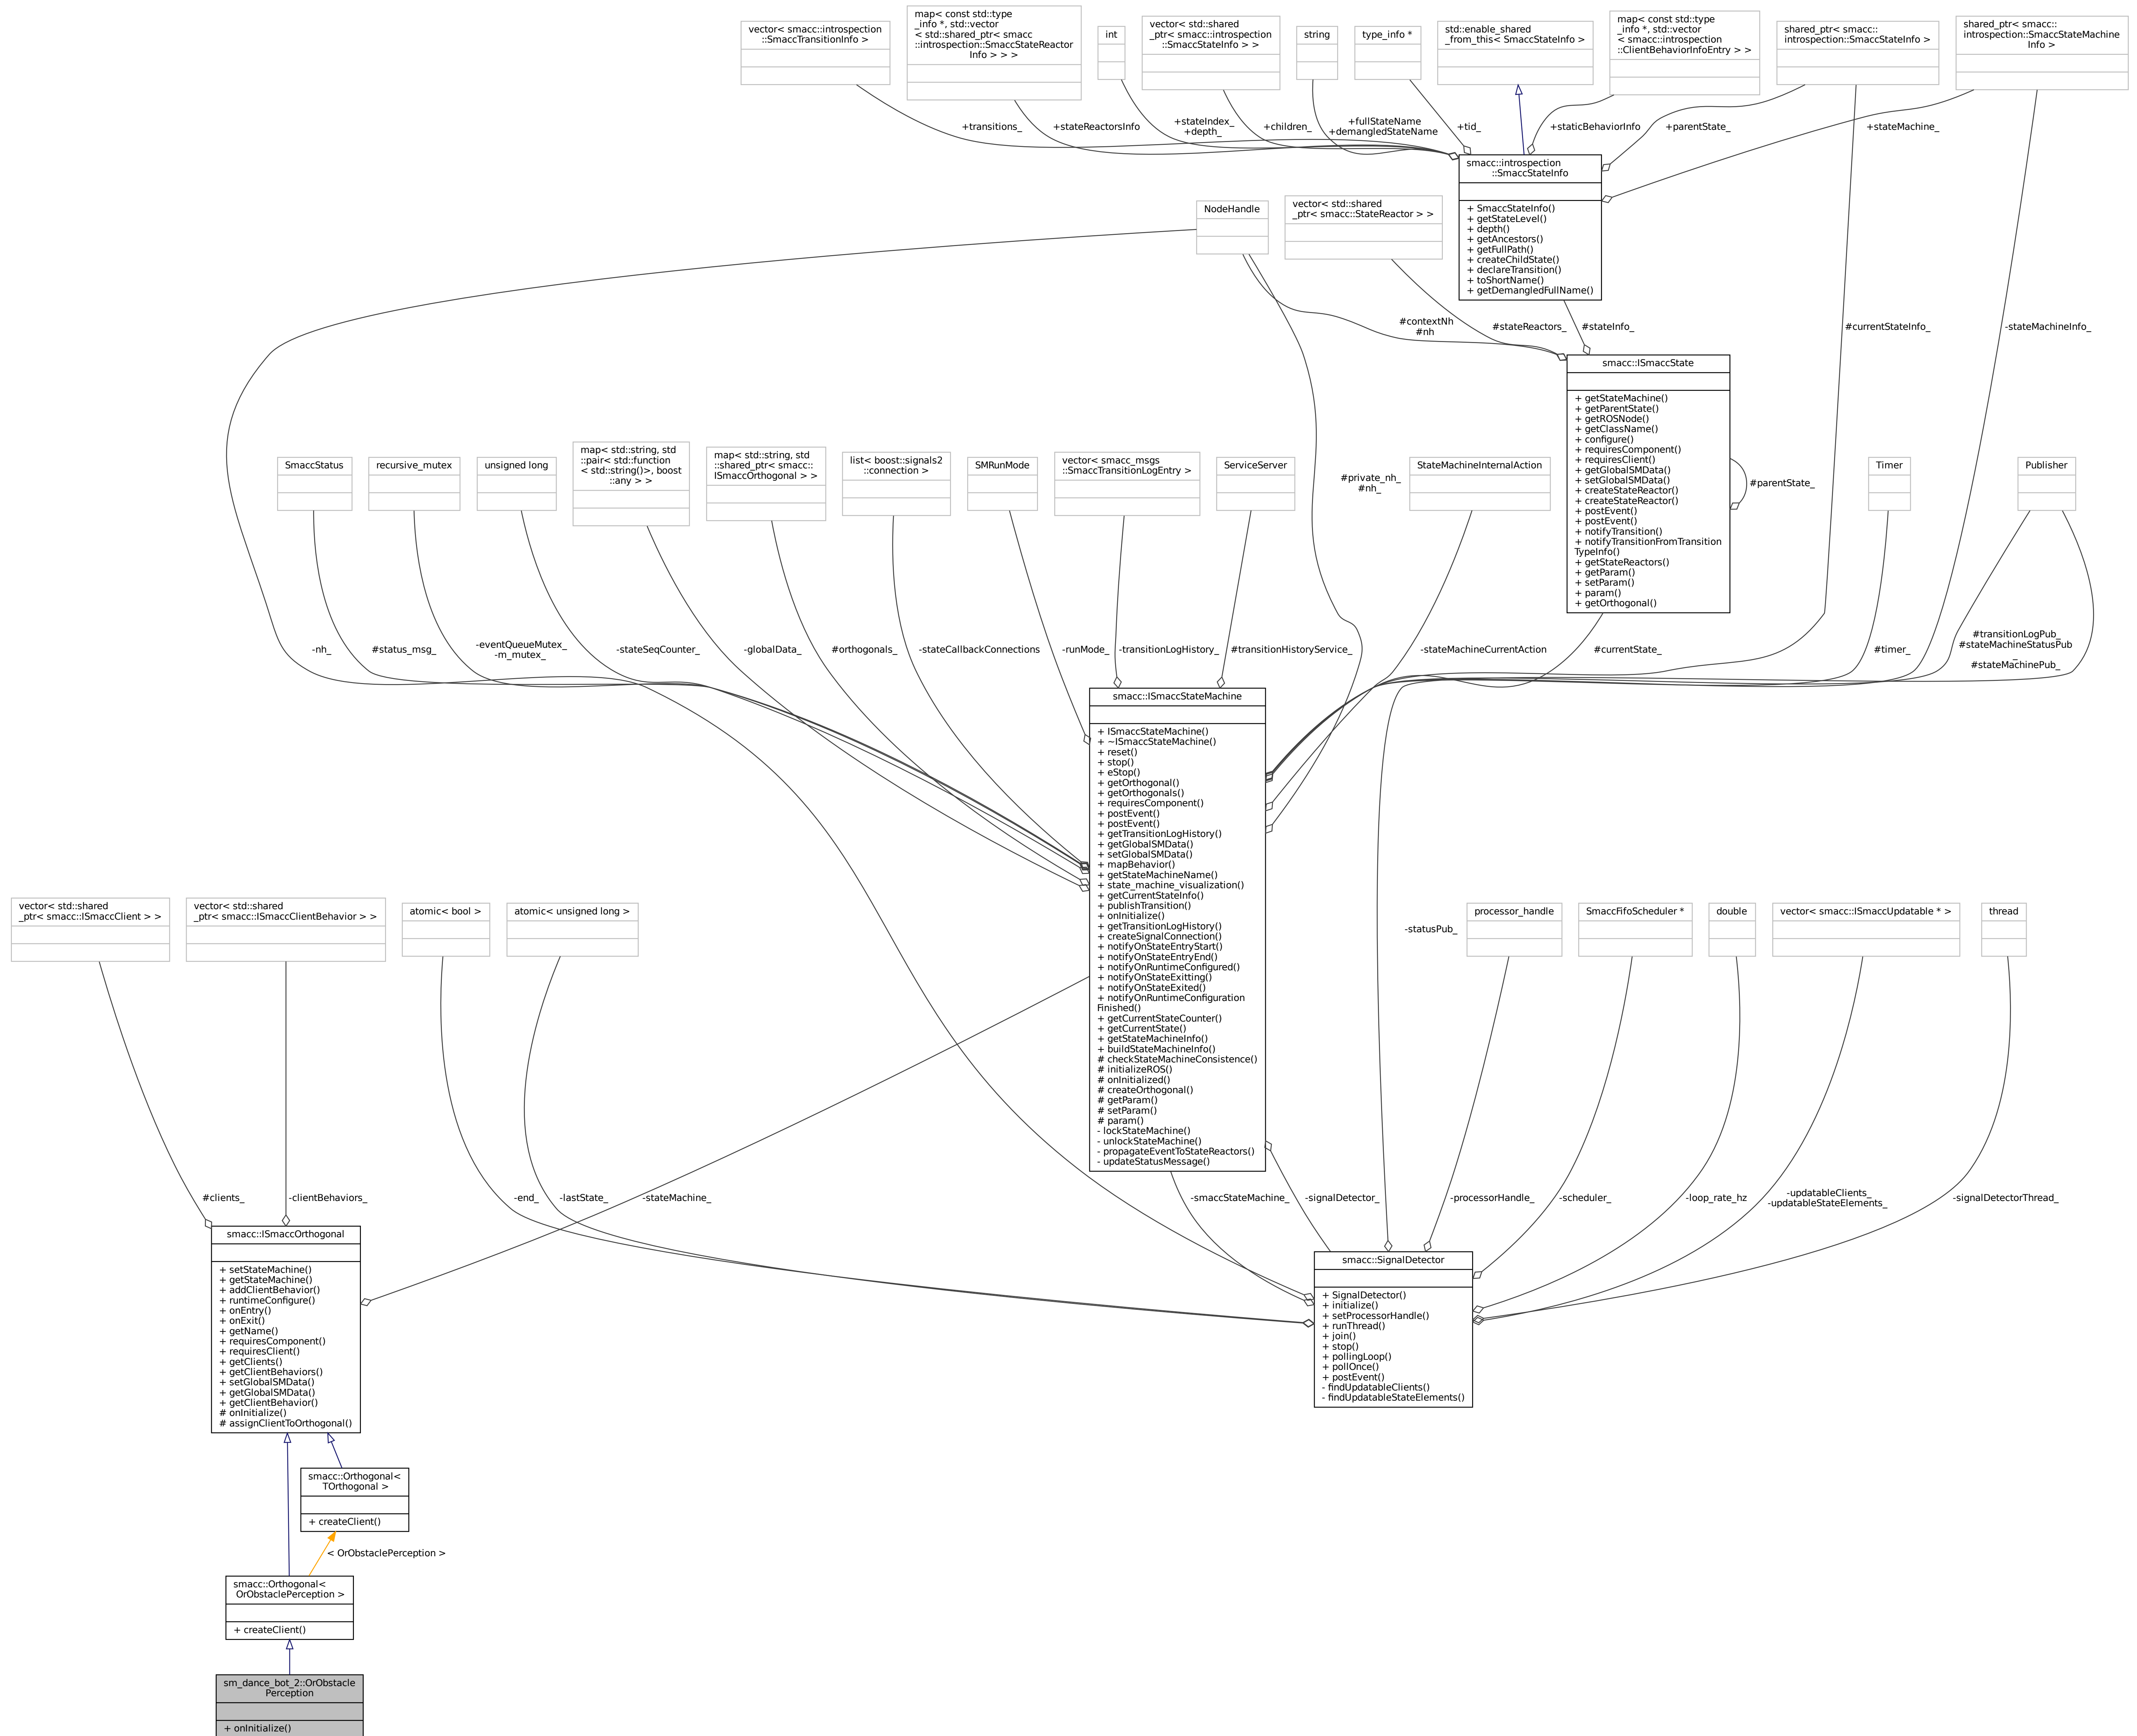 vector< smacc::introspection
::SmaccTransitionInfo >
map< const std::type
_info *, std::vector
< std::shared_ptr< smacc
::introspection::SmaccStateReactor
Info > > >
int
vector< std::shared
_ptr< smacc::introspection
::SmaccStateInfo > >
string
type_info *
std::enable_shared
_from_this< SmaccStateInfo >
map< const std::type
_info *, std::vector
< smacc::introspection
::ClientBehaviorInfoEntry > >
shared_ptr< smacc::
introspection::SmaccStateInfo >
shared_ptr< smacc::
introspection::SmaccStateMachine
Info >
+transitions_
+stateReactorsInfo
+stateIndex_
+depth_
+children_
+fullStateName
+demangledStateName
+tid_
+staticBehaviorInfo
+parentState_
+stateMachine_
smacc::introspection
::SmaccStateInfo
+ SmaccStateInfo()
+ getStateLevel()
+ depth()
+ getAncestors()
+ getFullPath()
+ createChildState()
+ declareTransition()
+ toShortName()
+ getDemangledFullName()
NodeHandle
vector< std::shared
_ptr< smacc::StateReactor > >
#contextNh
#nh
#stateReactors_
#stateInfo_
#currentStateInfo_
-stateMachineInfo_
smacc::ISmaccState
+ getStateMachine()
+ getParentState()
+ getROSNode()
+ getClassName()
+ configure()
+ requiresComponent()
+ requiresClient()
+ getGlobalSMData()
+ setGlobalSMData()
+ createStateReactor()
+ createStateReactor()
+ postEvent()
+ postEvent()
+ notifyTransition()
+ notifyTransitionFromTransition
TypeInfo()
+ getStateReactors()
+ getParam()
+ setParam()
+ param()
+ getOrthogonal()
#parentState_
SmaccStatus
recursive_mutex
unsigned long
map< std::string, std
::pair< std::function
< std::string()>, boost
::any > >
map< std::string, std
::shared_ptr< smacc::
ISmaccOrthogonal > >
list< boost::signals2
::connection >
SMRunMode
vector< smacc_msgs
::SmaccTransitionLogEntry >
ServiceServer
#private_nh_
#nh_
StateMachineInternalAction
Timer
Publisher
-nh_
#status_msg_
-eventQueueMutex_
-m_mutex_
-stateSeqCounter_
-globalData_
#orthogonals_
-stateCallbackConnections
-runMode_
-transitionLogHistory_
#transitionHistoryService_
-stateMachineCurrentAction
#currentState_
#timer_
#transitionLogPub_
#stateMachineStatusPub
_
#stateMachinePub_
smacc::ISmaccStateMachine
+ ISmaccStateMachine()
+ ~ISmaccStateMachine()
+ reset()
+ stop()
+ eStop()
+ getOrthogonal()
+ getOrthogonals()
+ requiresComponent()
+ postEvent()
+ postEvent()
+ getTransitionLogHistory()
+ getGlobalSMData()
+ setGlobalSMData()
+ mapBehavior()
+ getStateMachineName()
+ state_machine_visualization()
+ getCurrentStateInfo()
+ publishTransition()
+ onInitialize()
+ getTransitionLogHistory()
+ createSignalConnection()
+ notifyOnStateEntryStart()
+ notifyOnStateEntryEnd()
+ notifyOnRuntimeConfigured()
+ notifyOnStateExitting()
+ notifyOnStateExited()
+ notifyOnRuntimeConfiguration
Finished()
+ getCurrentStateCounter()
+ getCurrentState()
+ getStateMachineInfo()
+ buildStateMachineInfo()
# checkStateMachineConsistence()
# initializeROS()
# onInitialized()
# createOrthogonal()
# getParam()
# setParam()
# param()
- lockStateMachine()
- unlockStateMachine()
- propagateEventToStateReactors()
- updateStatusMessage()
vector< std::shared
_ptr< smacc::ISmaccClient > >
vector< std::shared
_ptr< smacc::ISmaccClientBehavior > >
atomic< bool >
atomic< unsigned long >
-statusPub_
processor_handle
SmaccFifoScheduler *
double
vector< smacc::ISmaccUpdatable * >
thread
#clients_
-clientBehaviors_
-end_
-lastState_
-stateMachine_
-smaccStateMachine_
-signalDetector_
-processorHandle_
-scheduler_
-loop_rate_hz
-updatableClients_
-updatableStateElements_
-signalDetectorThread_
smacc::ISmaccOrthogonal
+ setStateMachine()
+ getStateMachine()
+ addClientBehavior()
+ runtimeConfigure()
+ onEntry()
+ onExit()
+ getName()
+ requiresComponent()
+ requiresClient()
+ getClients()
+ getClientBehaviors()
+ setGlobalSMData()
+ getGlobalSMData()
+ getClientBehavior()
# onInitialize()
# assignClientToOrthogonal()
smacc::SignalDetector
+ SignalDetector()
+ initialize()
+ setProcessorHandle()
+ runThread()
+ join()
+ stop()
+ pollingLoop()
+ pollOnce()
+ postEvent()
- findUpdatableClients()
- findUpdatableStateElements()
smacc::Orthogonal<
TOrthogonal >
+ createClient()
< OrObstaclePerception >
smacc::Orthogonal<
OrObstaclePerception >
+ createClient()
sm_dance_bot_2::OrObstacle
Perception
+ onInitialize()